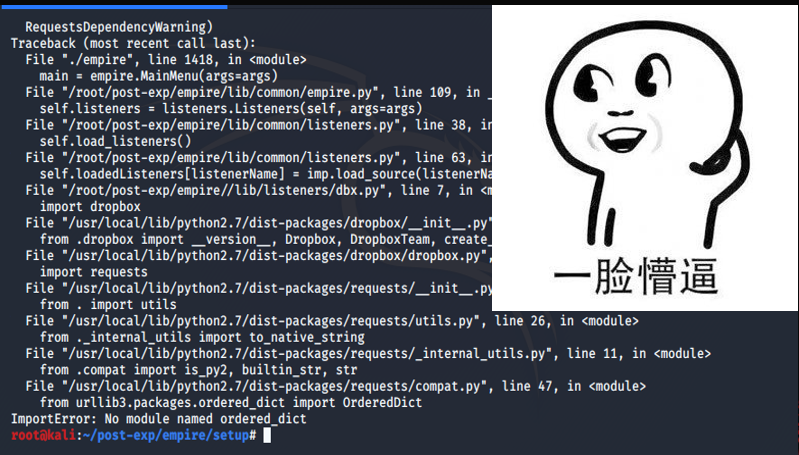 RequestsDependencyWarning)
Traceback (most recent call last):
File "./empire", line 1418, in <module>
main = empire.MainMenu(args=args)
File "/root/post-exp/empire/lib/common/empire.py", line 109, in _
self.listeners = listeners.Listeners(self, args=args)
File "/root/post-exp/empire/lib/common/listeners.py", line 38, in
self.load_listeners()
File "/root/post-exp/empire/lib/common/listeners.py", line 63, in
self.loadedListeners[listenerName] = imp.load_source(listenerNa
File "/root/post-exp/empire//lib/listeners/dbx.py", line 7, in <m
import dropbox
File "/usr/local/lib/python2.7/dist-packages/dropbox/__init__.py"
from .dropbox import __version__, Dropbox, DropboxTeam, create_
File "/usr/local/lib/python2.7/dist-packages/dropbox/dropbox.py",
import requests
File "/usr/local/lib/python2.7/dist-packages/requests/__init__.py
from . import utils
File "/usr/local/lib/python2.7/dist-packages/requests/utils.py", line 26, in <module>
from ._internal_utils import to_native_string
File "/usr/local/lib/python2.7/dist-packages/requests/_internal_utils.py", line 11, in <module>
from .compat import is_py2, builtin_str, str
File "/usr/local/lib/python2.7/dist-packages/requests/compat.py", line 47, in <module>
from urllib3.packages.ordered_dict import OrderedDict
ImportError: No module named ordered_dict
root@kali:~/post-exp/empire/setup#
一脸懵逼